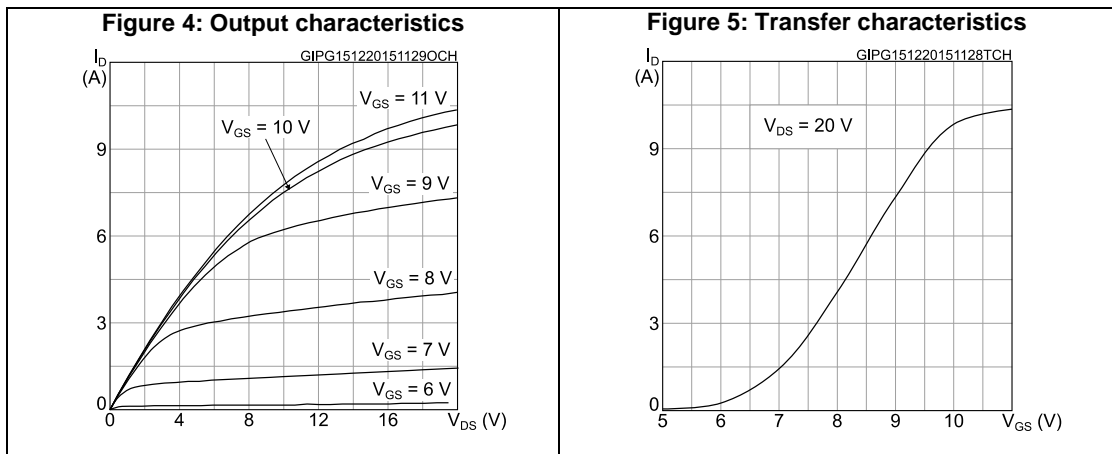 Figure 4: Output characteristics
GIPG151220151129OCH
I_D
(A)
V_GS = 11 V
V_GS = 10 V
9
V_GS = 9 V
6
V_GS = 8 V
3
V_GS = 7 V
V_GS = 6 V
0
0 4 8 12 16 V_DS (V)
Figure 5: Transfer characteristics
GIPG151220151128TCH
I_D
(A)
V_DS = 20 V
9
6
3
0
5 6 7 8 9 10 V_GS (V)